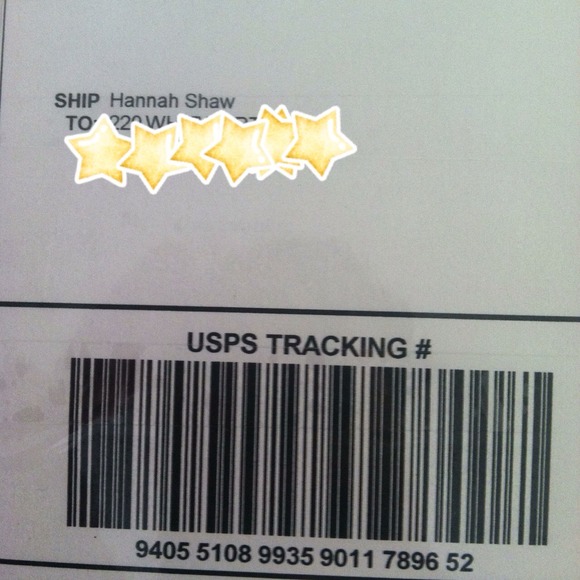 SHIP Hannah Shaw
TO:
USPS TRACKING #
9405 5108 9935 9011 7896 52